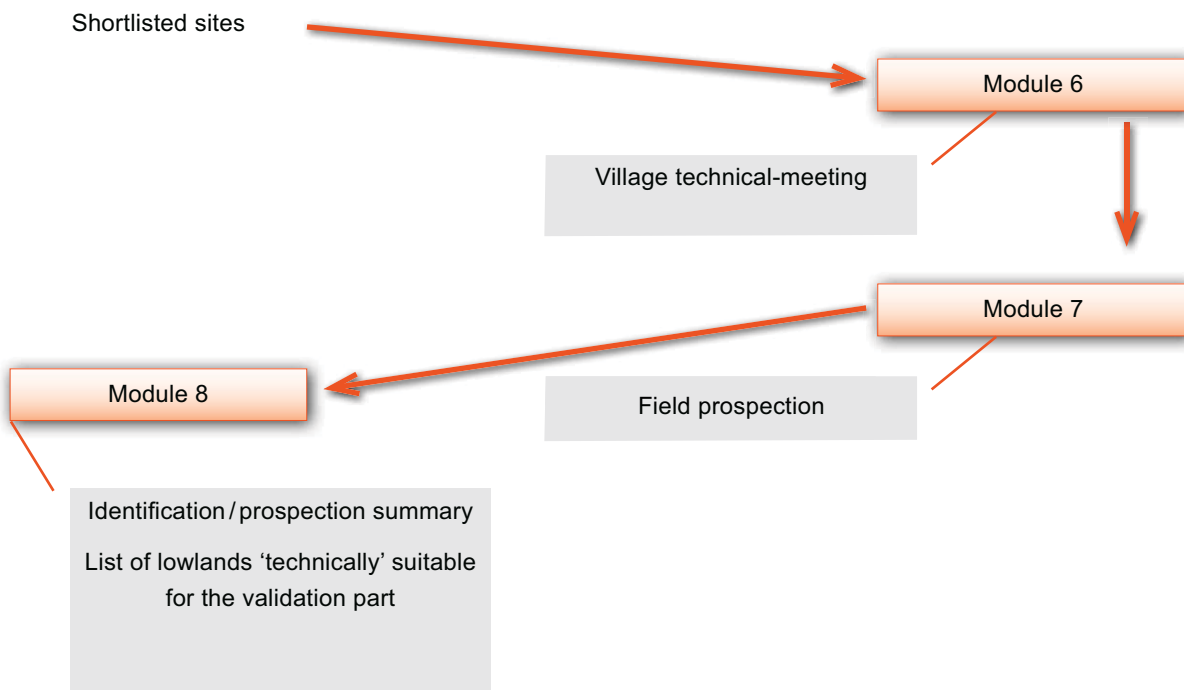 Shortlisted sites
Module 6
Village technical-meeting
Module 7
Field prospection
Module 8
Identification / prospection summary
List of lowlands ‘technically’ suitable
for the validation part